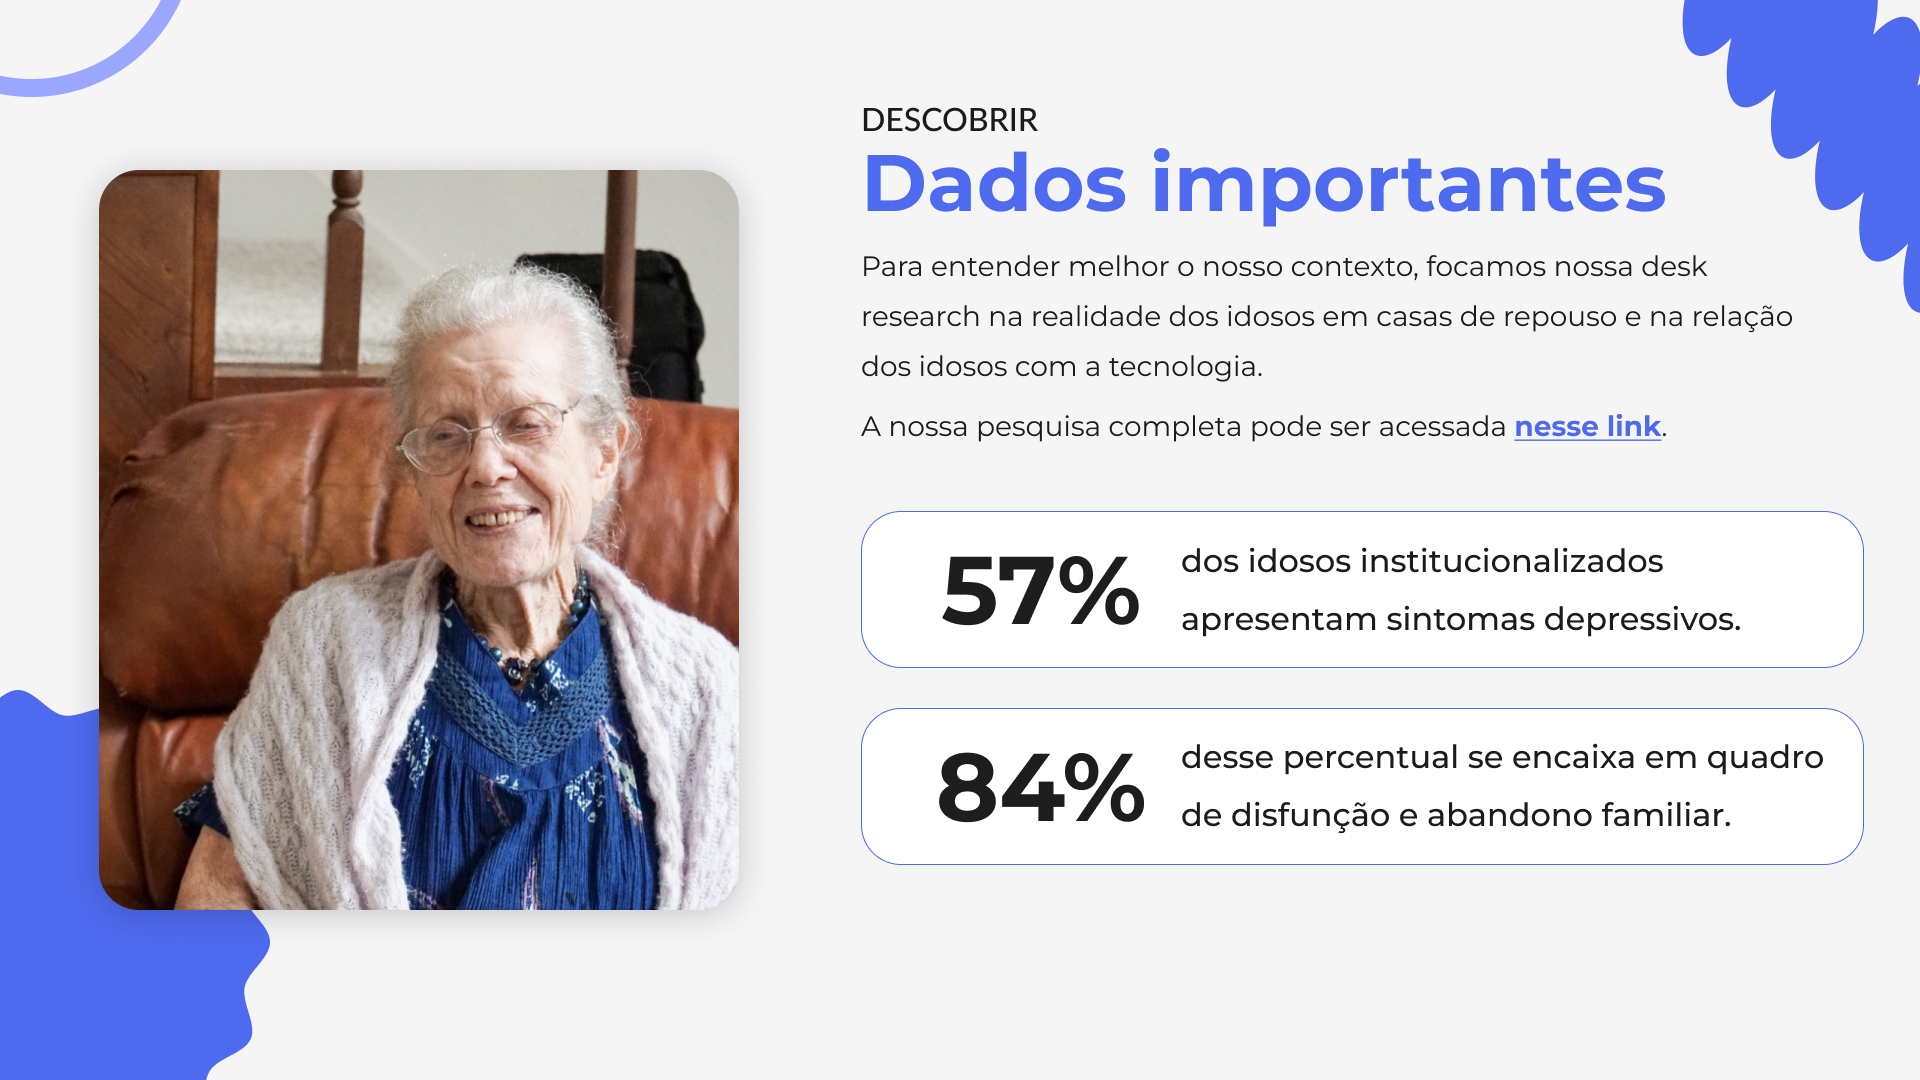 DESCOBRIR
Dados importantes
Para entender melhor o nosso contexto, focamos nossa desk
research na realidade dos idosos em casas de repouso e na relação
dos idosos com a tecnologia.
A nossa pesquisa completa pode ser acessada nesse link.
57%
dos idosos institucionalizados
apresentam sintomas depressivos.
84%
desse percentual se encaixa em quadro
de disfunção e abandono familiar.